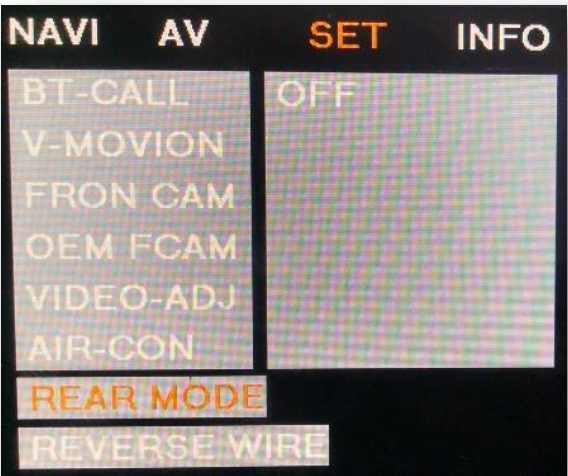 NAVI AV SET INFO
BT-CALL OFF
V-MOVION
FRON CAM
OEM FCAM
VIDEO-ADJ
AIR-CON
REAR MODE
REVERSE WIRE